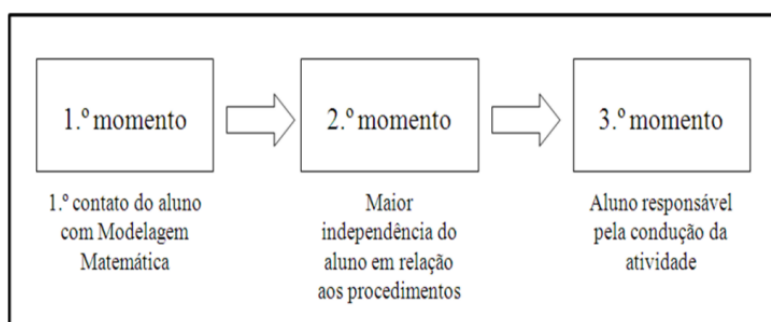 1.º momento
2.º momento
3.º momento
1.º contato do aluno
com Modelagem
Matemática
Maior
independência do
aluno em relação
aos procedimentos
Aluno responsável
pela condução da
atividade